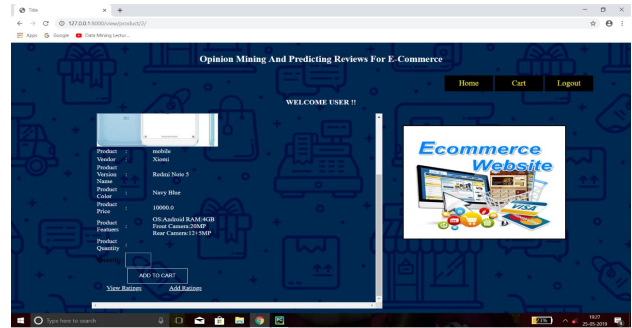 Title
127.0.0.1:8000/view/product/2/
Apps Google Data Mining Lectur...
Opinion Mining And Predicting Reviews For E-Commerce
Home Cart Logout
WELCOME USER !!
Product : mobile
Vendor : Xiomi
Product Version Name : Redmi Note 5
Product Color : Navy Blue
Product Price : 10000.0
Product Featuers : OS:Android RAM:4GB
Front Camera:20MP
Rear Camera:12+5MP
Product Quantity :
ADD TO CART
View Ratings Add Ratings
Ecommerce
Website
VISA
Type here to search
71%
19:27
25-05-2019